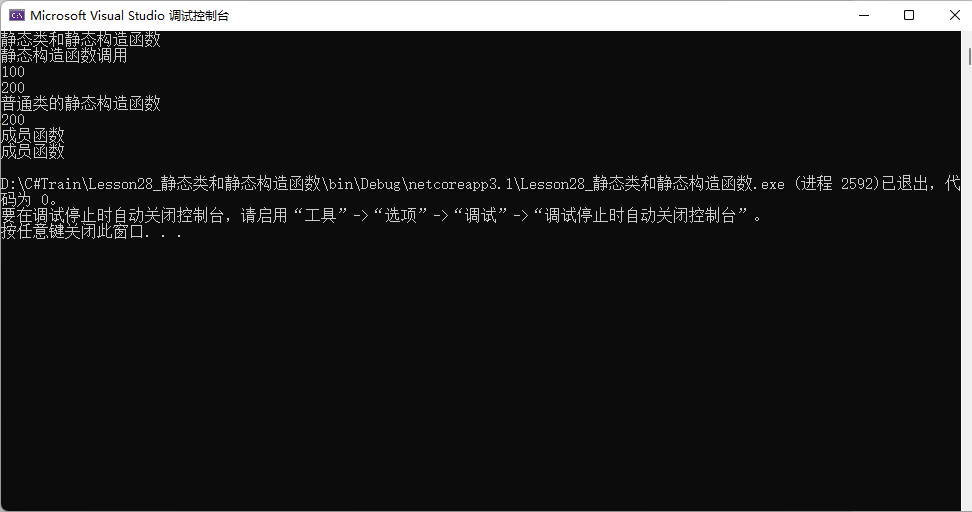 Microsoft Visual Studio 调试控制台
静态类和静态构造函数
静态构造函数调用
100
200
普通类的静态构造函数
200
成员函数
成员函数
D:\C#Train\Lesson28_静态类和静态构造函数\bin\Debug\netcoreapp3.1\Lesson28_静态类和静态构造函数.exe (进程 2592)已退出，代
码为 0。
要在调试停止时自动关闭控制台，请启用“工具”->“选项”->“调试”->“调试停止时自动关闭控制台”。
按任意键关闭此窗口. . .